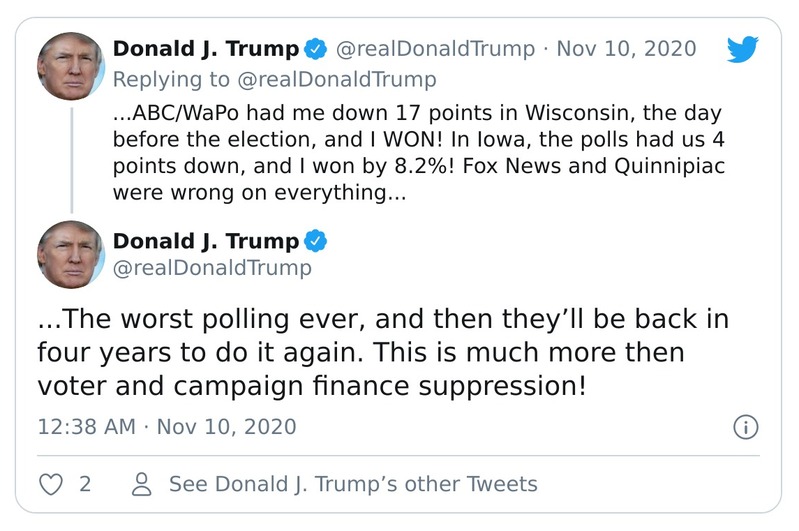 Donald J. Trump @realDonaldTrump · Nov 10, 2020
Replying to @realDonaldTrump
...ABC/WaPo had me down 17 points in Wisconsin, the day
before the election, and I WON! In Iowa, the polls had us 4
points down, and I won by 8.2%! Fox News and Quinnipiac
were wrong on everything...
Donald J. Trump
@realDonaldTrump
...The worst polling ever, and then they’ll be back in
four years to do it again. This is much more then
voter and campaign finance suppression!
12:38 AM · Nov 10, 2020
2 See Donald J. Trump’s other Tweets